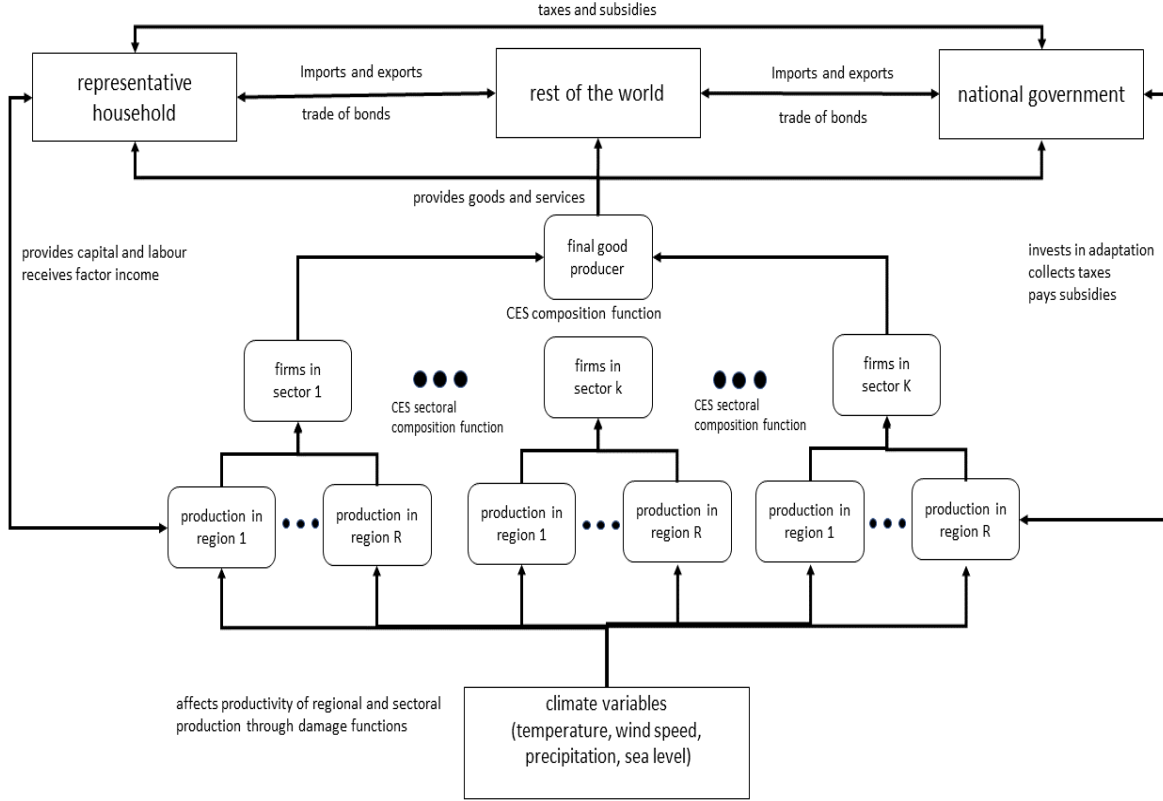 taxes and subsidies
representative
household
Imports and exports
trade of bonds
rest of the world
Imports and exports
trade of bonds
national government
provides goods and services
provides capital and labour
receives factor income
final good
producer
CES composition function
invests in adaptation
collects taxes
pays subsidies
firms in
sector 1
CES sectoral
composition function
firms in
sector k
CES sectoral
composition function
firms in
sector K
production in
region 1
production in
region R
production in
region 1
production in
region R
production in
region 1
production in
region R
affects productivity of regional and sectoral
production through damage functions
climate variables
(temperature, wind speed,
precipitation, sea level)